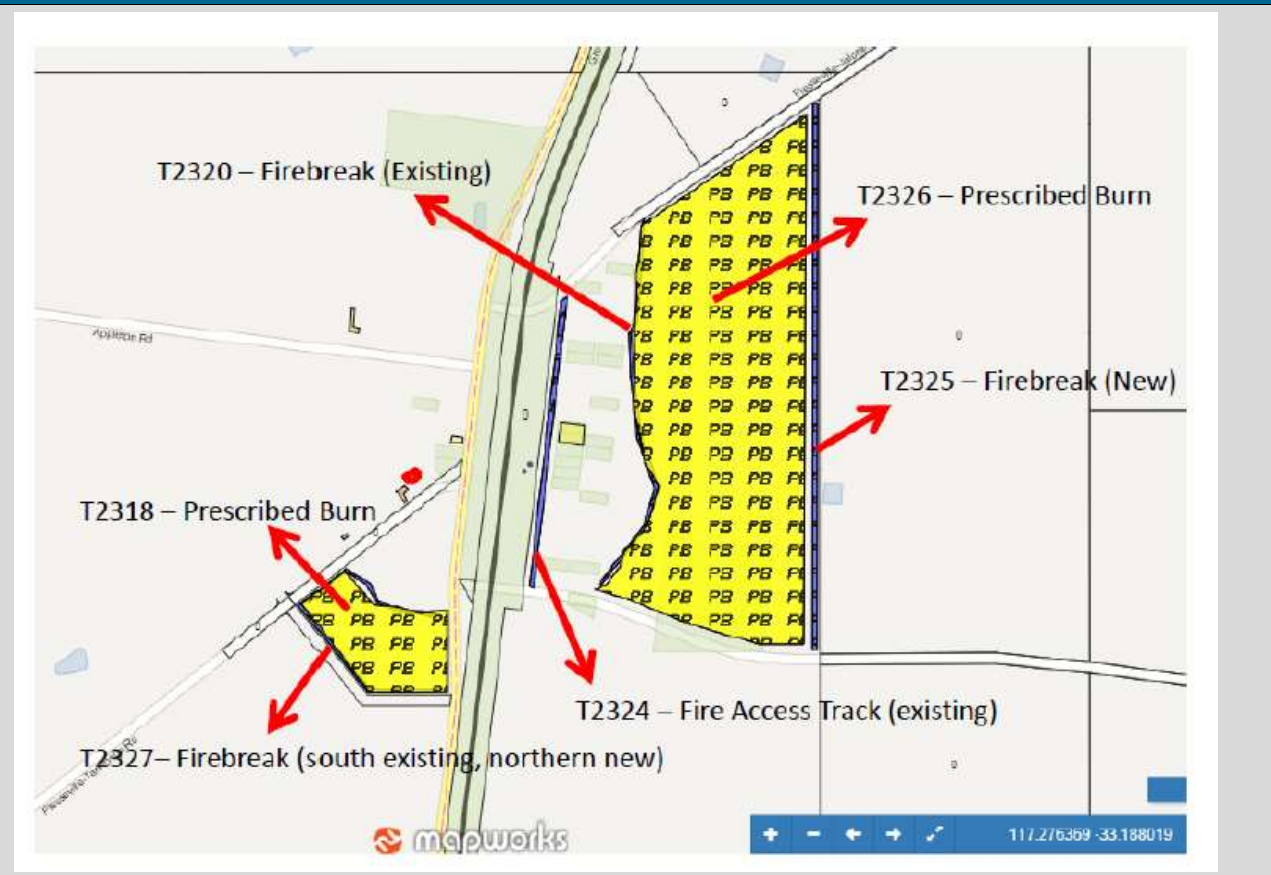 T2320 – Firebreak (Existing)
T2326 – Prescribed Burn
Appleton Rd
T2325 – Firebreak (New)
T2318 – Prescribed Burn
T2324 – Fire Access Track (existing)
T2327– Firebreak (south existing, northern new)
mapworks
117.276369 -33.188019